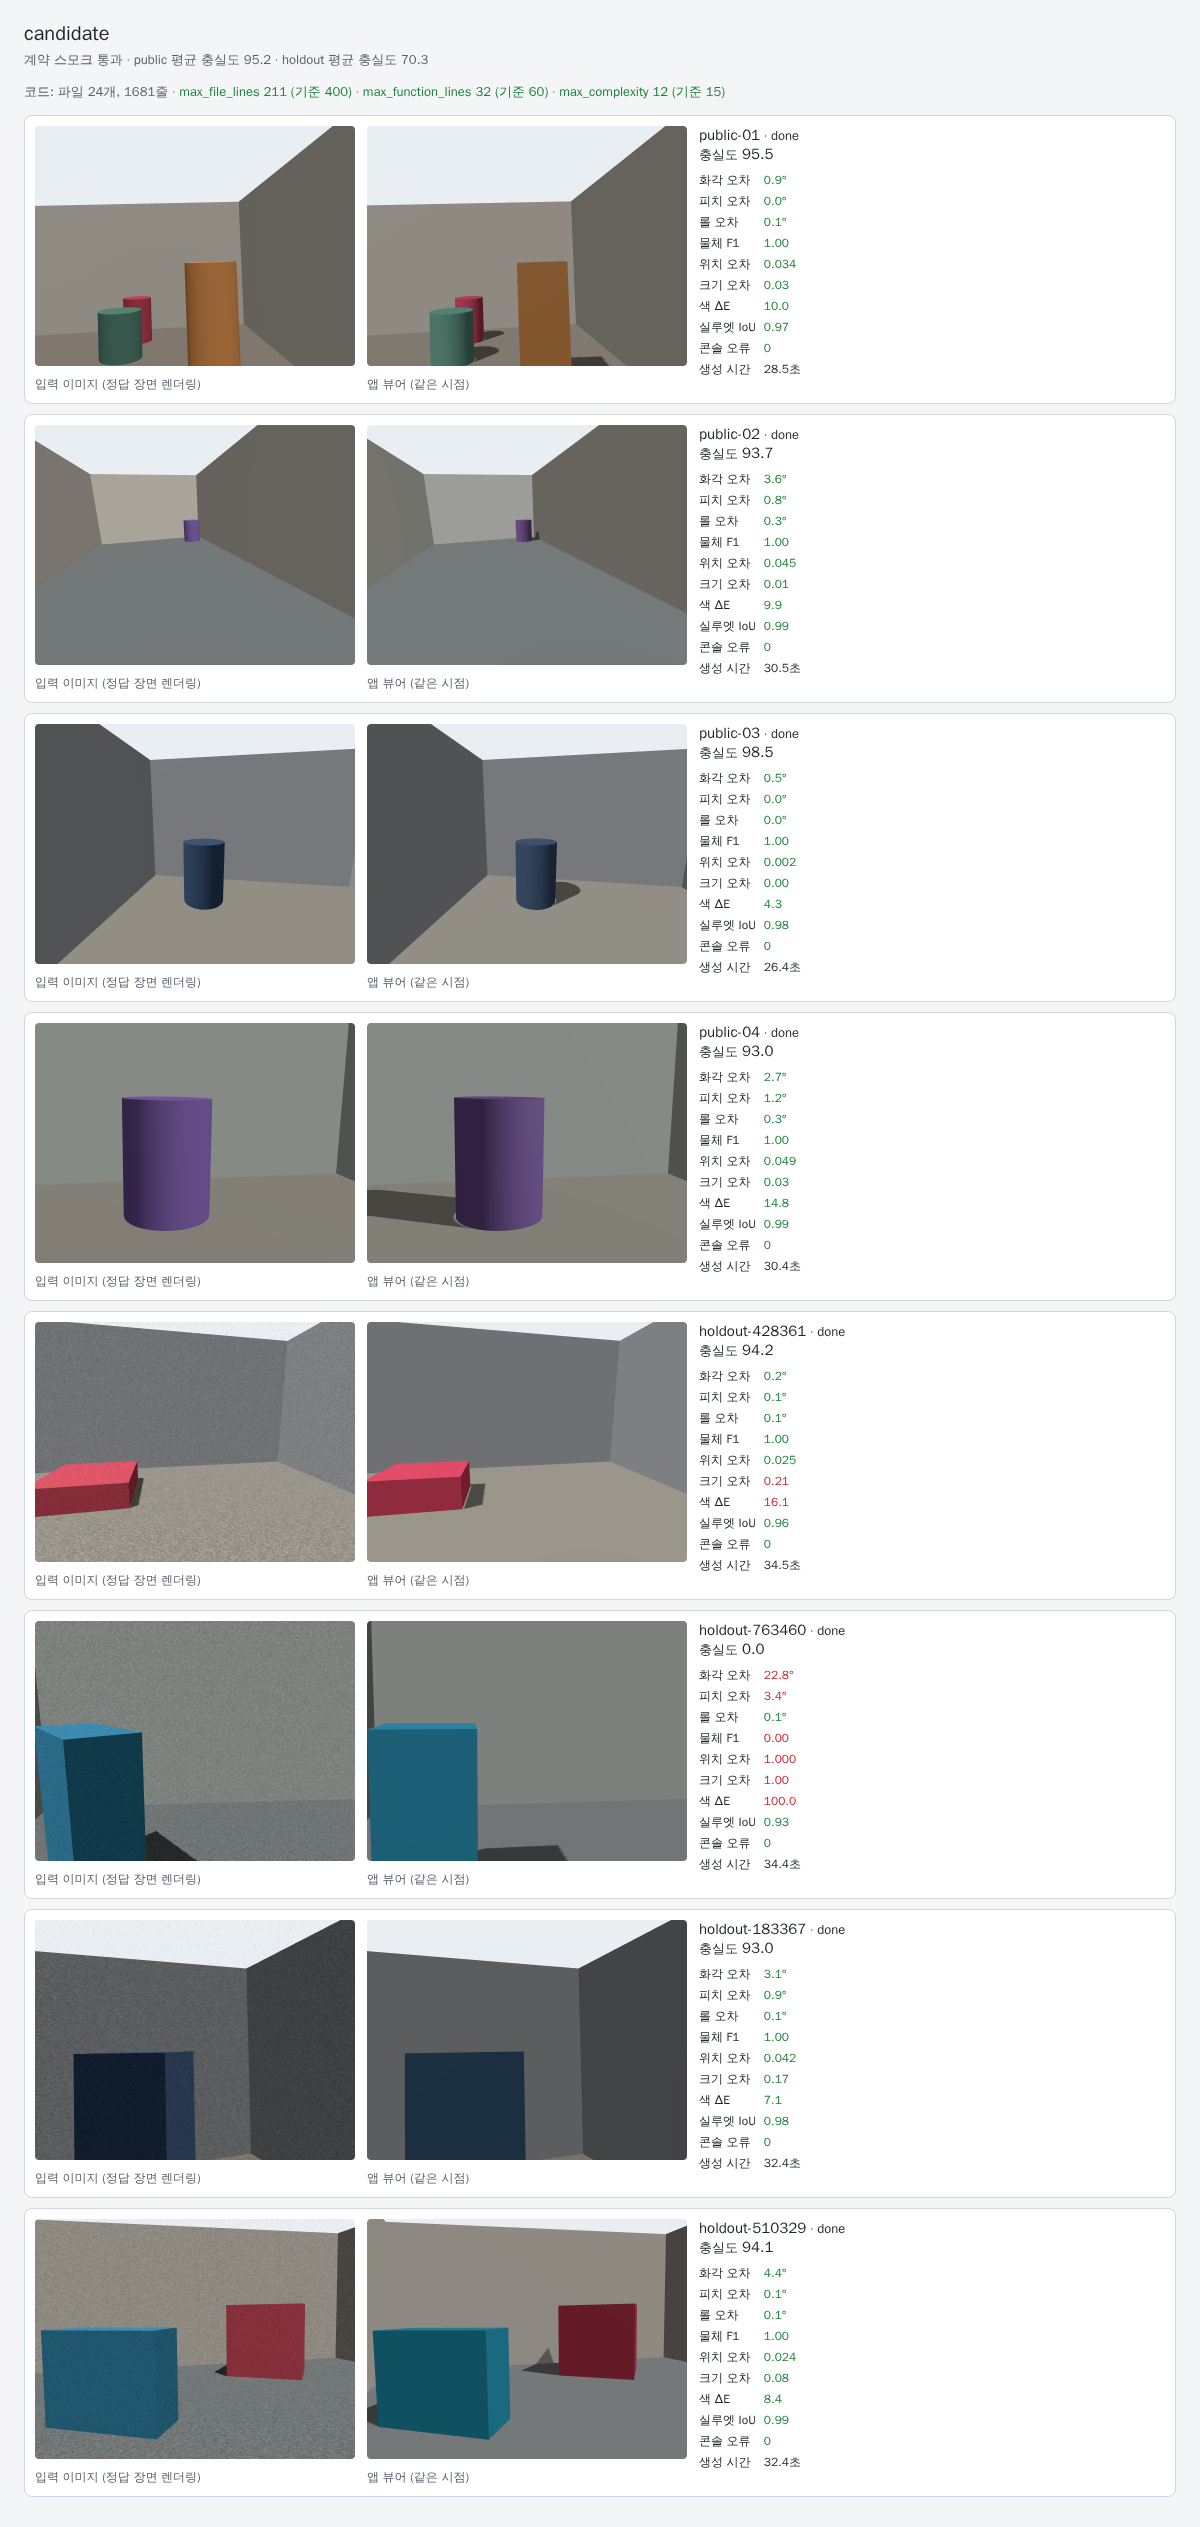 candidate
계약 스모크 통과 · public 평균 충실도 95.2 · holdout 평균 충실도 70.3
코드: 파일 24개, 1681줄 · max_file_lines 211 (기준 400) · max_function_lines 32 (기준 60) · max_complexity 12 (기준 15)
public-01 · done
충실도 95.5
화각 오차 0.9°
피치 오차 0.0°
롤 오차 0.1°
물체 F1 1.00
위치 오차 0.034
크기 오차 0.03
색 ΔE 10.0
실루엣 IoU 0.97
콘솔 오류 0
생성 시간 28.5초
입력 이미지 (정답 장면 렌더링)
앱 뷰어 (같은 시점)
public-02 · done
충실도 93.7
화각 오차 3.6°
피치 오차 0.8°
롤 오차 0.3°
물체 F1 1.00
위치 오차 0.045
크기 오차 0.01
색 ΔE 9.9
실루엣 IoU 0.99
콘솔 오류 0
생성 시간 30.5초
입력 이미지 (정답 장면 렌더링)
앱 뷰어 (같은 시점)
public-03 · done
충실도 98.5
화각 오차 0.5°
피치 오차 0.0°
롤 오차 0.0°
물체 F1 1.00
위치 오차 0.002
크기 오차 0.00
색 ΔE 4.3
실루엣 IoU 0.98
콘솔 오류 0
생성 시간 26.4초
입력 이미지 (정답 장면 렌더링)
앱 뷰어 (같은 시점)
public-04 · done
충실도 93.0
화각 오차 2.7°
피치 오차 1.2°
롤 오차 0.3°
물체 F1 1.00
위치 오차 0.049
크기 오차 0.03
색 ΔE 14.8
실루엣 IoU 0.99
콘솔 오류 0
생성 시간 30.4초
입력 이미지 (정답 장면 렌더링)
앱 뷰어 (같은 시점)
holdout-428361 · done
충실도 94.2
화각 오차 0.2°
피치 오차 0.1°
롤 오차 0.1°
물체 F1 1.00
위치 오차 0.025
크기 오차 0.21
색 ΔE 16.1
실루엣 IoU 0.96
콘솔 오류 0
생성 시간 34.5초
입력 이미지 (정답 장면 렌더링)
앱 뷰어 (같은 시점)
holdout-763460 · done
충실도 0.0
화각 오차 22.8°
피치 오차 3.4°
롤 오차 0.1°
물체 F1 0.00
위치 오차 1.000
크기 오차 1.00
색 ΔE 100.0
실루엣 IoU 0.93
콘솔 오류 0
생성 시간 34.4초
입력 이미지 (정답 장면 렌더링)
앱 뷰어 (같은 시점)
holdout-183367 · done
충실도 93.0
화각 오차 3.1°
피치 오차 0.9°
롤 오차 0.1°
물체 F1 1.00
위치 오차 0.042
크기 오차 0.17
색 ΔE 7.1
실루엣 IoU 0.98
콘솔 오류 0
생성 시간 32.4초
입력 이미지 (정답 장면 렌더링)
앱 뷰어 (같은 시점)
holdout-510329 · done
충실도 94.1
화각 오차 4.4°
피치 오차 0.1°
롤 오차 0.1°
물체 F1 1.00
위치 오차 0.024
크기 오차 0.08
색 ΔE 8.4
실루엣 IoU 0.99
콘솔 오류 0
생성 시간 32.4초
입력 이미지 (정답 장면 렌더링)
앱 뷰어 (같은 시점)